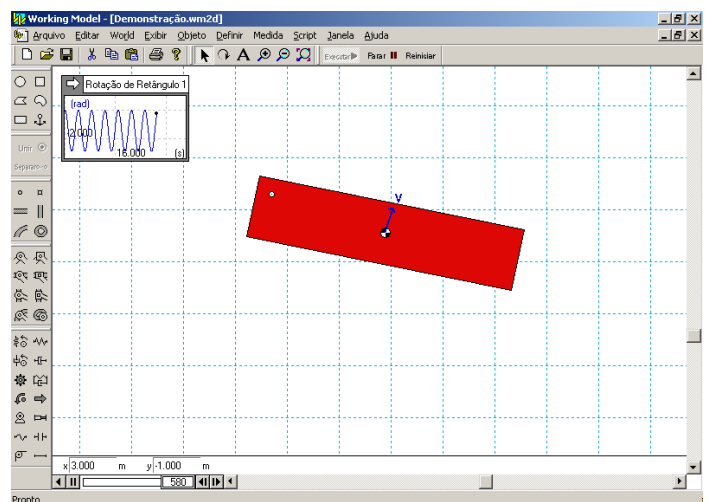 Working Model - [Demonstração.wm2d]
Arquivo Editar World Exibir Objeto Definir Medida Script Janela Ajuda
A ? Executar Parar Reiniciar
Rotação de Retângulo 1
(rad)
-2.000
16.000 (s)
Unir
Separar
V
x 3.000 m y -1.000 m
580
Pronto